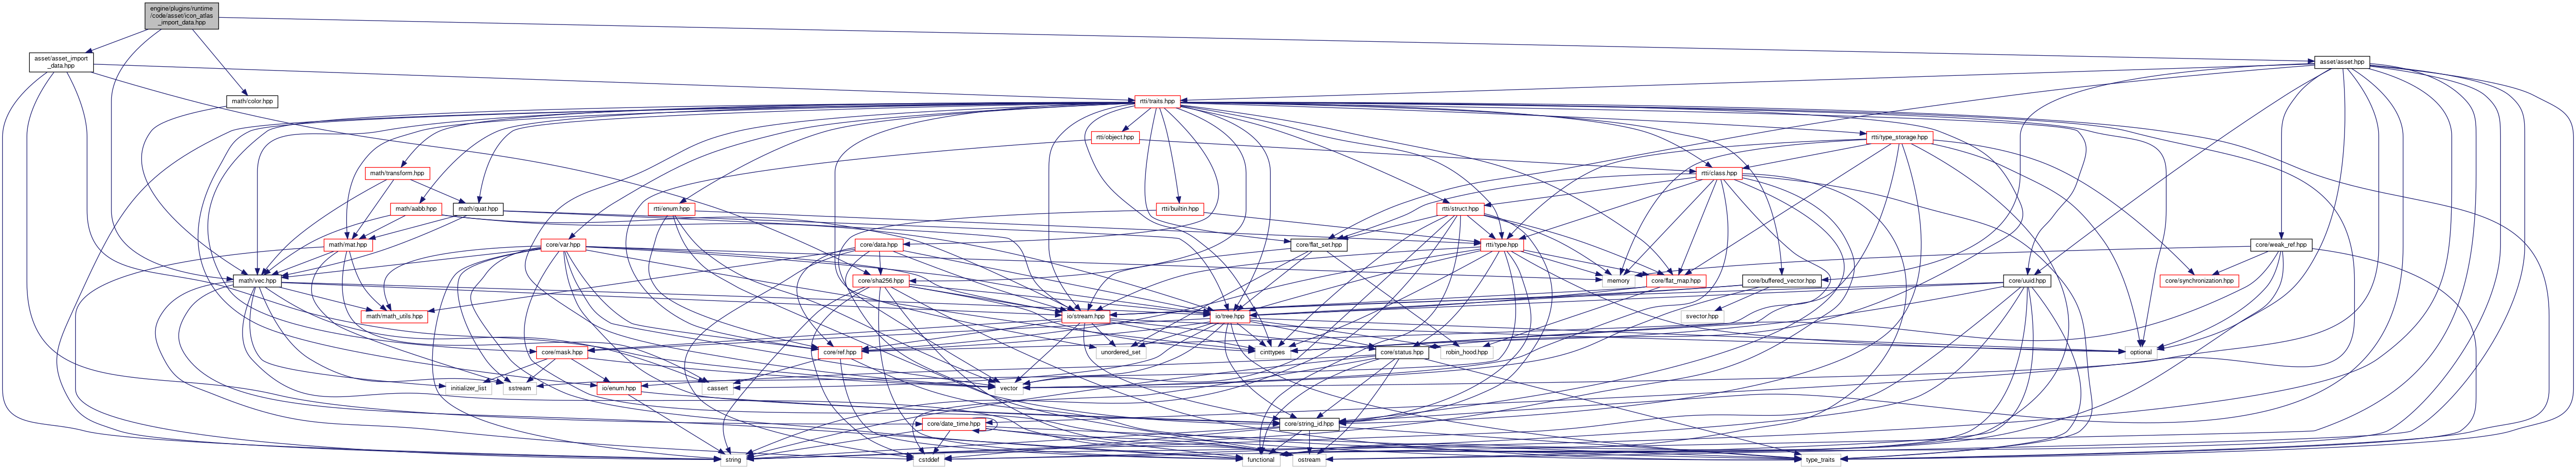 engine/plugins/runtime
/code/asset/icon_atlas
_import_data.hpp
asset/asset_import
_data.hpp
asset/asset.hpp
math/color.hpp
rtti/traits.hpp
rtti/object.hpp
rtti/type_storage.hpp
math/transform.hpp
rtti/class.hpp
math/aabb.hpp
math/quat.hpp
rtti/enum.hpp
rtti/builtin.hpp
rtti/struct.hpp
math/mat.hpp
core/var.hpp
core/data.hpp
core/flat_set.hpp
rtti/type.hpp
core/weak_ref.hpp
math/vec.hpp
core/sha256.hpp
memory
core/flat_map.hpp
core/buffered_vector.hpp
core/uuid.hpp
core/synchronization.hpp
math/math_utils.hpp
io/stream.hpp
io/tree.hpp
svector.hpp
core/mask.hpp
core/ref.hpp
unordered_set
cinttypes
core/status.hpp
robin_hood.hpp
optional
initializer_list
sstream
io/enum.hpp
cassert
vector
core/date_time.hpp
core/string_id.hpp
string
cstddef
functional
ostream
type_traits